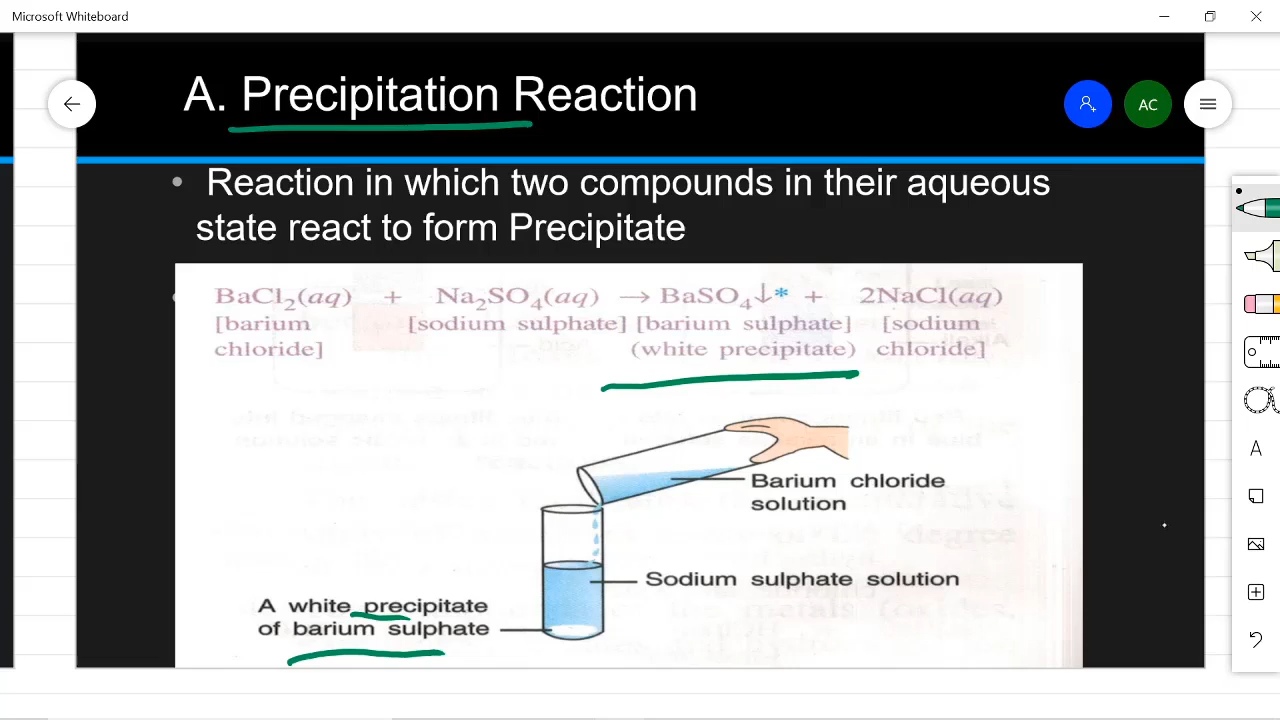 Microsoft Whiteboard
A. Precipitation Reaction
AC
• Reaction in which two compounds in their aqueous
state react to form Precipitate
BaCl₂(aq) + Na₂SO₄(aq) → BaSO₄↓* + 2NaCl(aq)
[barium [sodium sulphate] [barium sulphate] [sodium
chloride] (white precipitate) chloride]
Barium chloride
solution
Sodium sulphate solution
A white precipitate
of barium sulphate
A